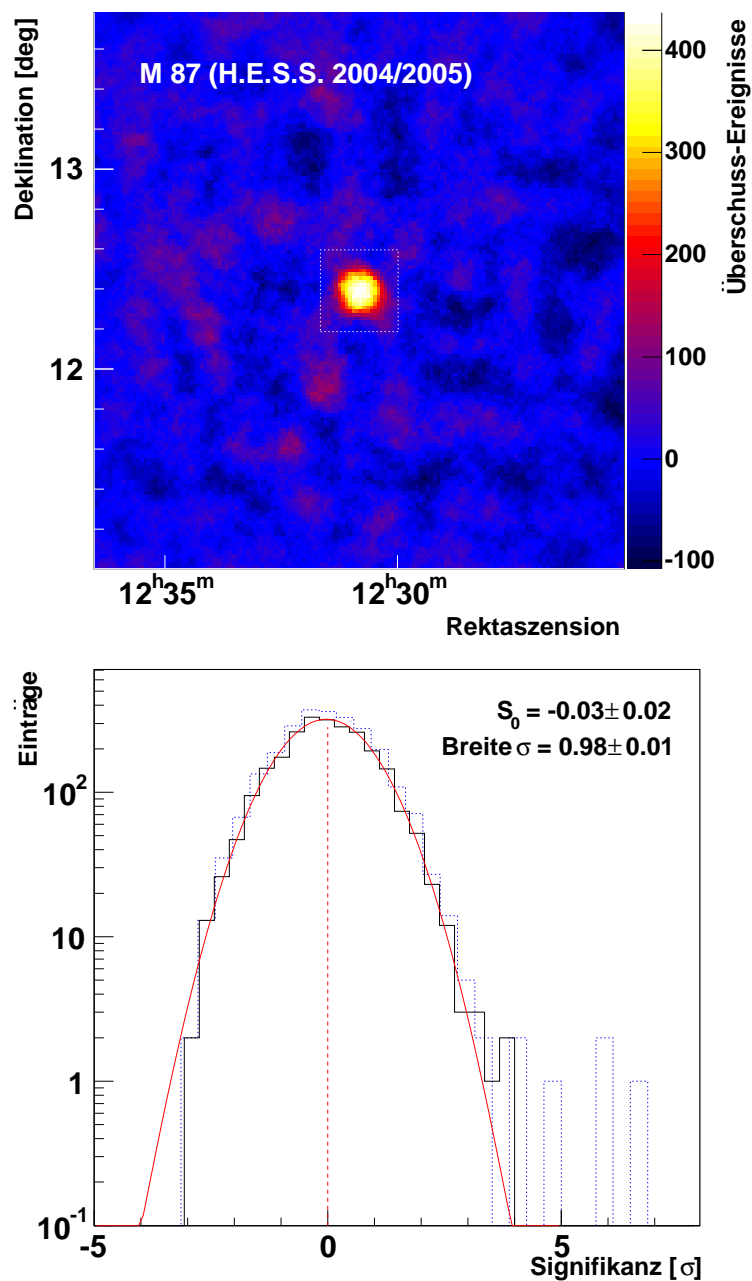 Deklination [deg]
M 87 (H.E.S.S. 2004/2005)
13
12
12h35m
12h30m
Rektaszension
400
300
200
100
0
-100
Überschuss-Ereignisse
Einträge
S0 = -0.03±0.02
Breite σ = 0.98±0.01
10²
10
1
10⁻¹
-5
0
5
Signifikanz [σ]